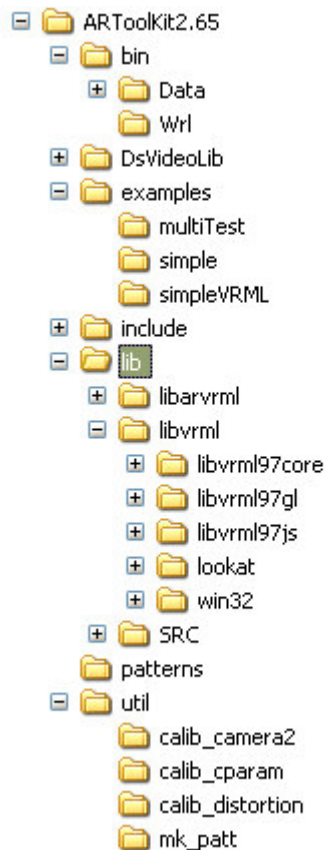 ARToolKit2.65
bin
Data
Wrl
DsVideoLib
examples
multiTest
simple
simpleVRML
include
lib
libarvrml
libvrml
libvrml97core
libvrml97gl
libvrml97js
lookat
win32
SRC
patterns
util
calib_camera2
calib_cparam
calib_distortion
mk_patt